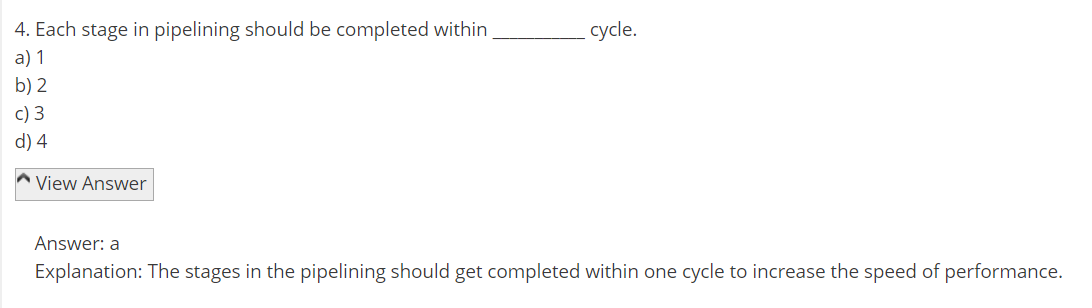 4. Each stage in pipelining should be completed within ___________ cycle.
a) 1
b) 2
c) 3
d) 4
View Answer
Answer: a
Explanation: The stages in the pipelining should get completed within one cycle to increase the speed of performance.